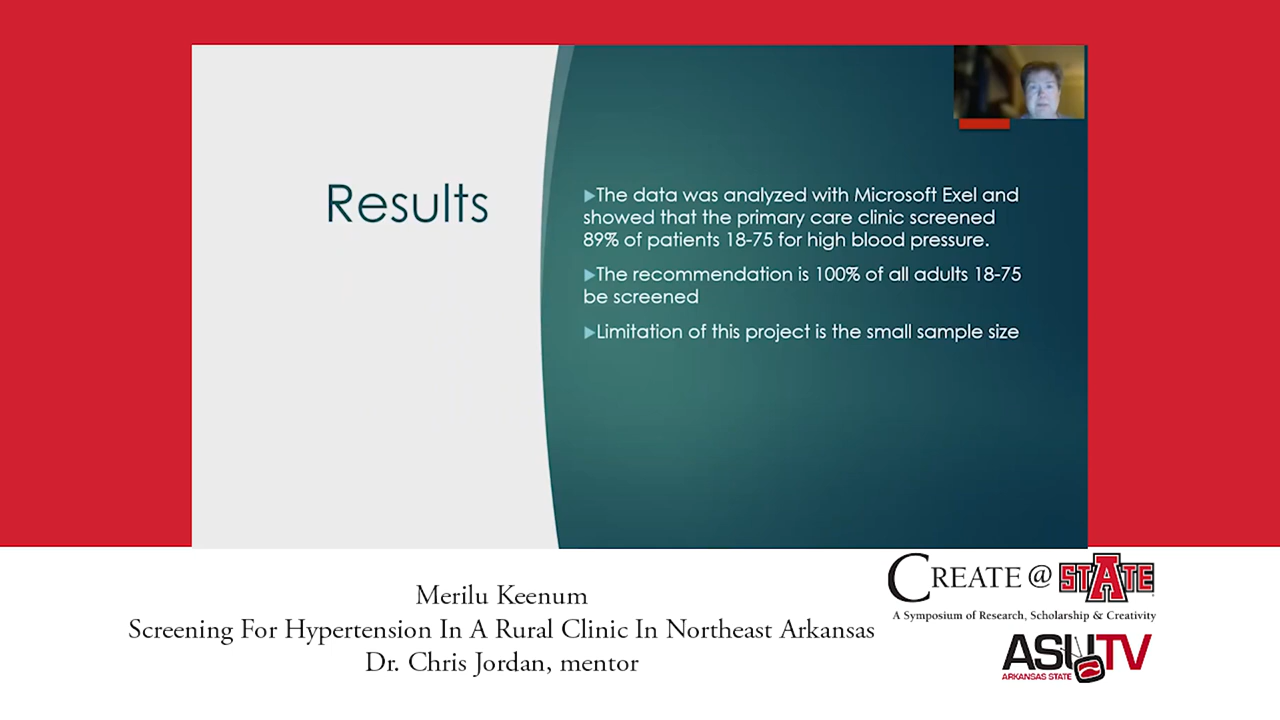 Results
▶The data was analyzed with Microsoft Exel and
showed that the primary care clinic screened
89% of patients 18-75 for high blood pressure.
▶The recommendation is 100% of all adults 18-75
be screened
▶Limitation of this project is the small sample size
Merilu Keenum
Screening For Hypertension In A Rural Clinic In Northeast Arkansas
Dr. Chris Jordan, mentor
CREATE @ STATE
A Symposium of Research, Scholarship & Creativity
ASUTV
ARKANSAS STATE